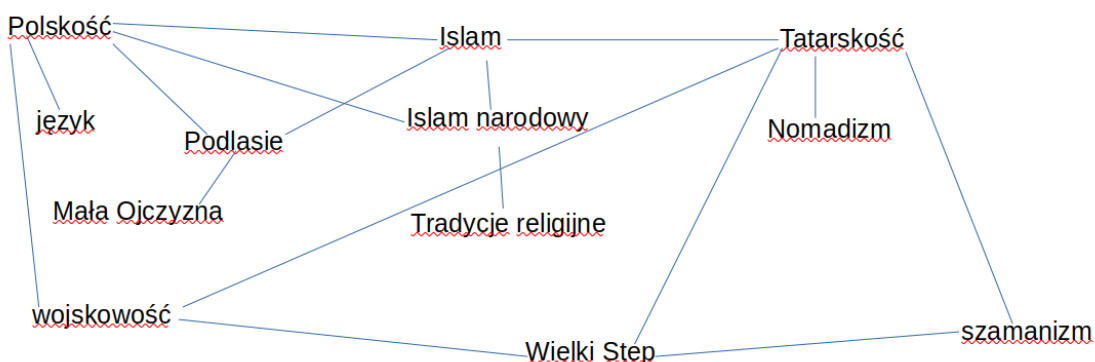 Polskość
Islam
Tatarskość
język
Podlasie
Islam narodowy
Nomadizm
Mała Ojczyzna
Tradycje religijne
wojskowość
Wielki Step
szamanizm